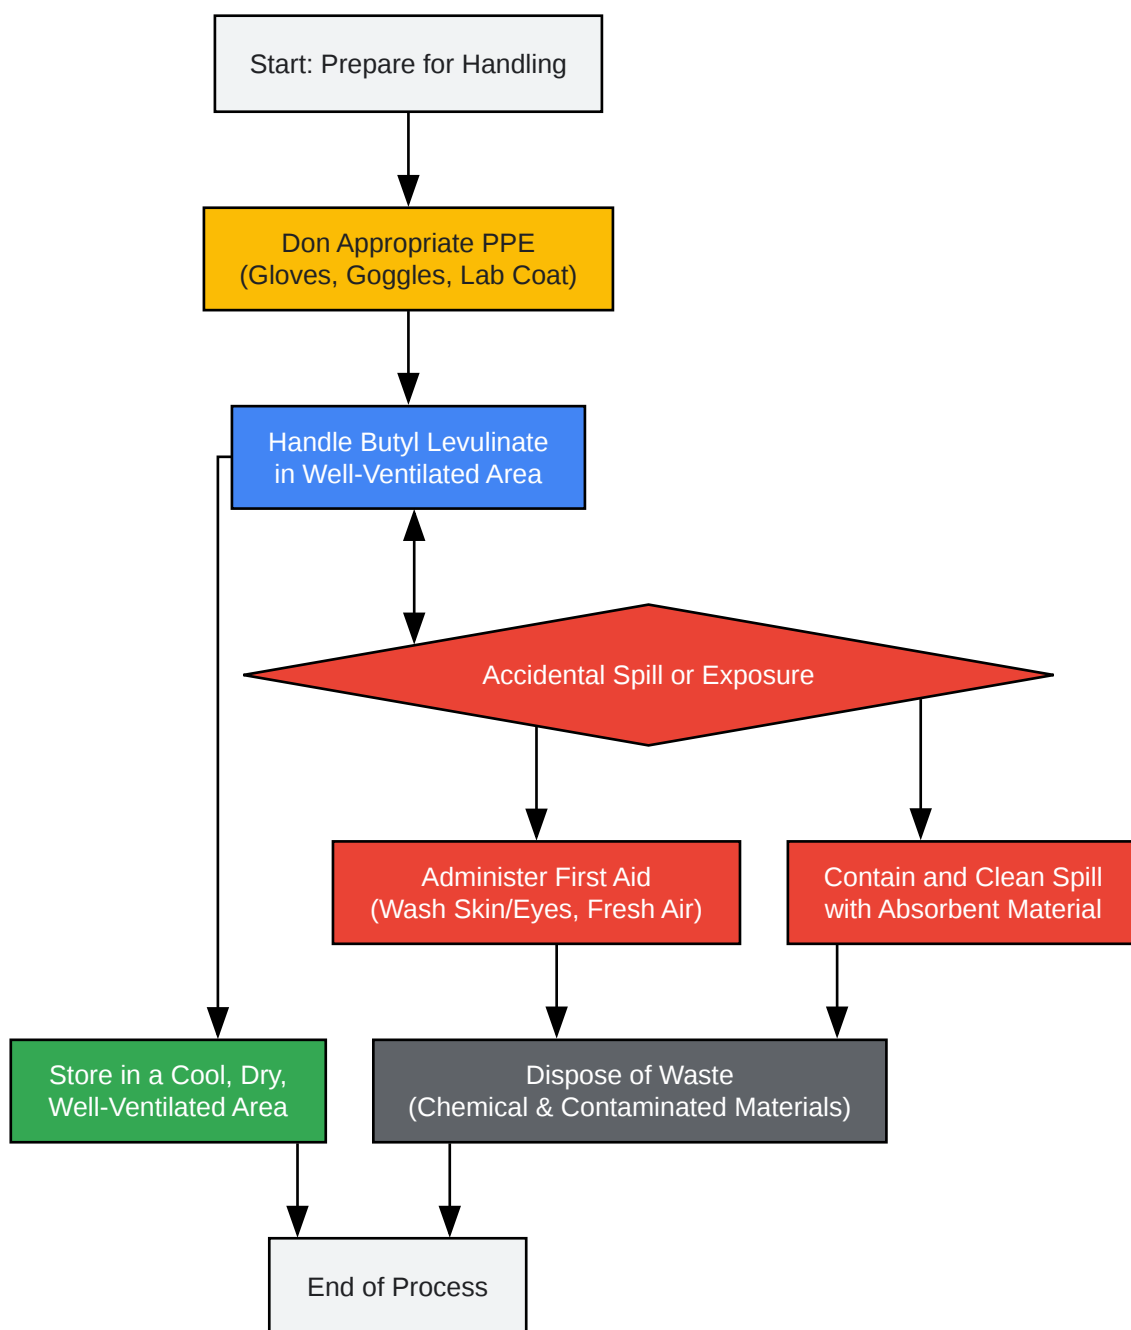 Start: Prepare for Handling
Don Appropriate PPE
(Gloves, Goggles, Lab Coat)
Handle Butyl Levulinate
in Well-Ventilated Area
Accidental Spill or Exposure
Administer First Aid
(Wash Skin/Eyes, Fresh Air)
Contain and Clean Spill
with Absorbent Material
Store in a Cool, Dry,
Well-Ventilated Area
Dispose of Waste
(Chemical & Contaminated Materials)
End of Process